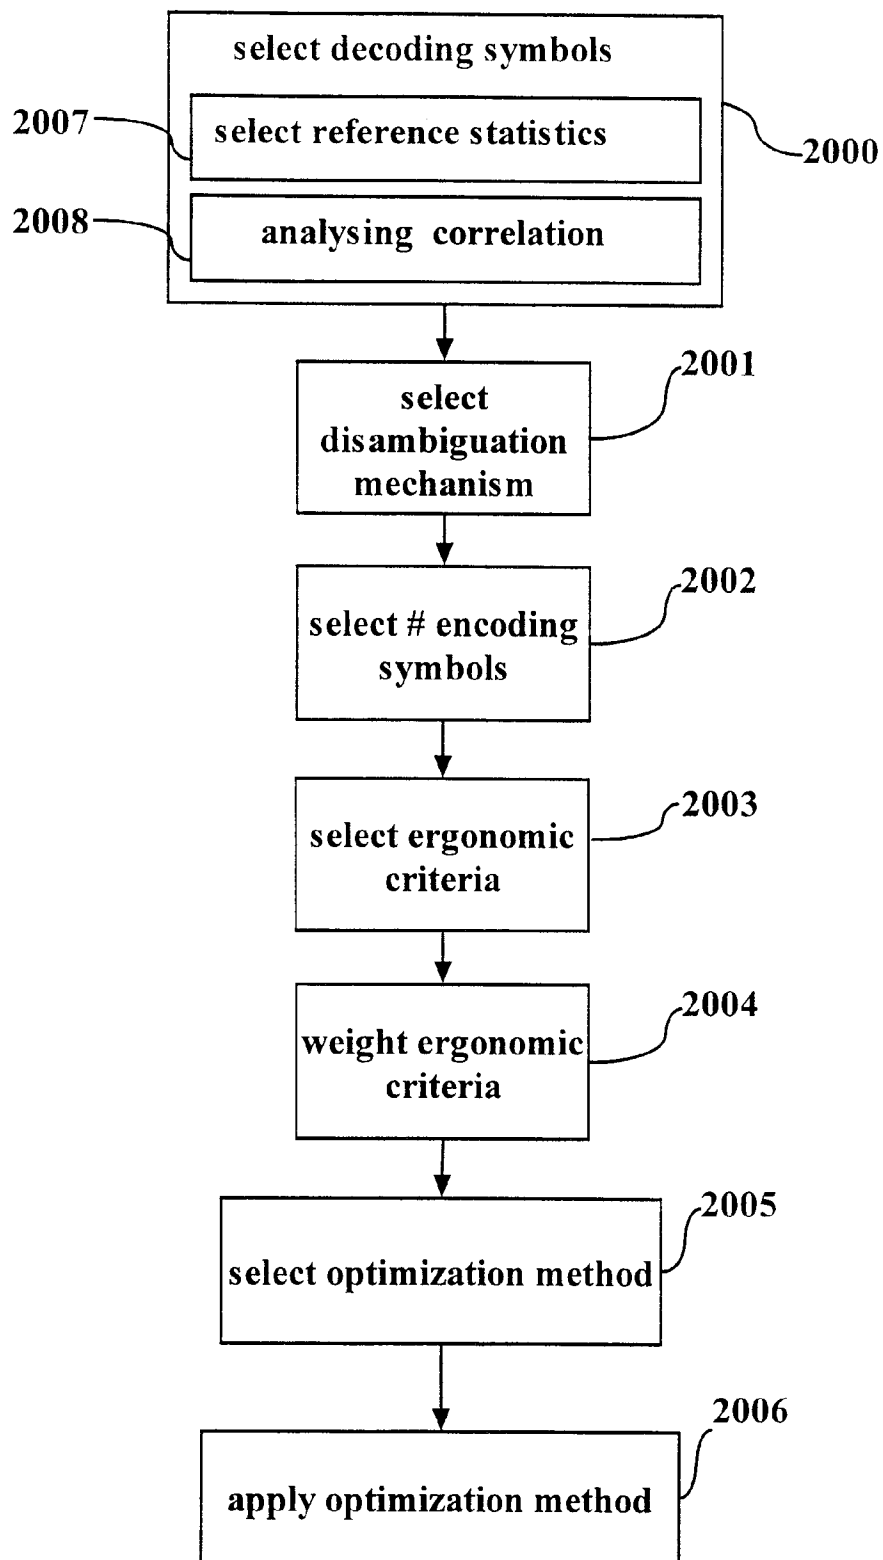 select decoding symbols
2007
select reference statistics
2000
2008
analysing correlation
2001
select
disambiguation
mechanism
2002
select # encoding
symbols
2003
select ergonomic
criteria
2004
weight ergonomic
criteria
2005
select optimization method
2006
apply optimization method